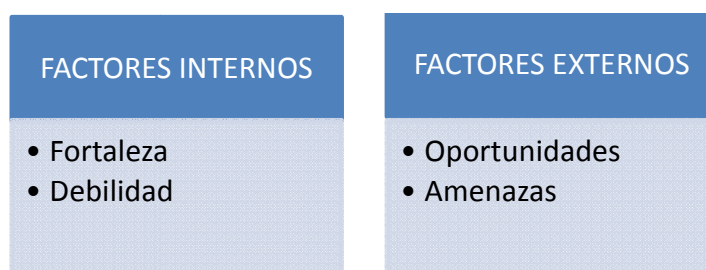 FACTORES INTERNOS
• Fortaleza
• Debilidad
FACTORES EXTERNOS
• Oportunidades
• Amenazas